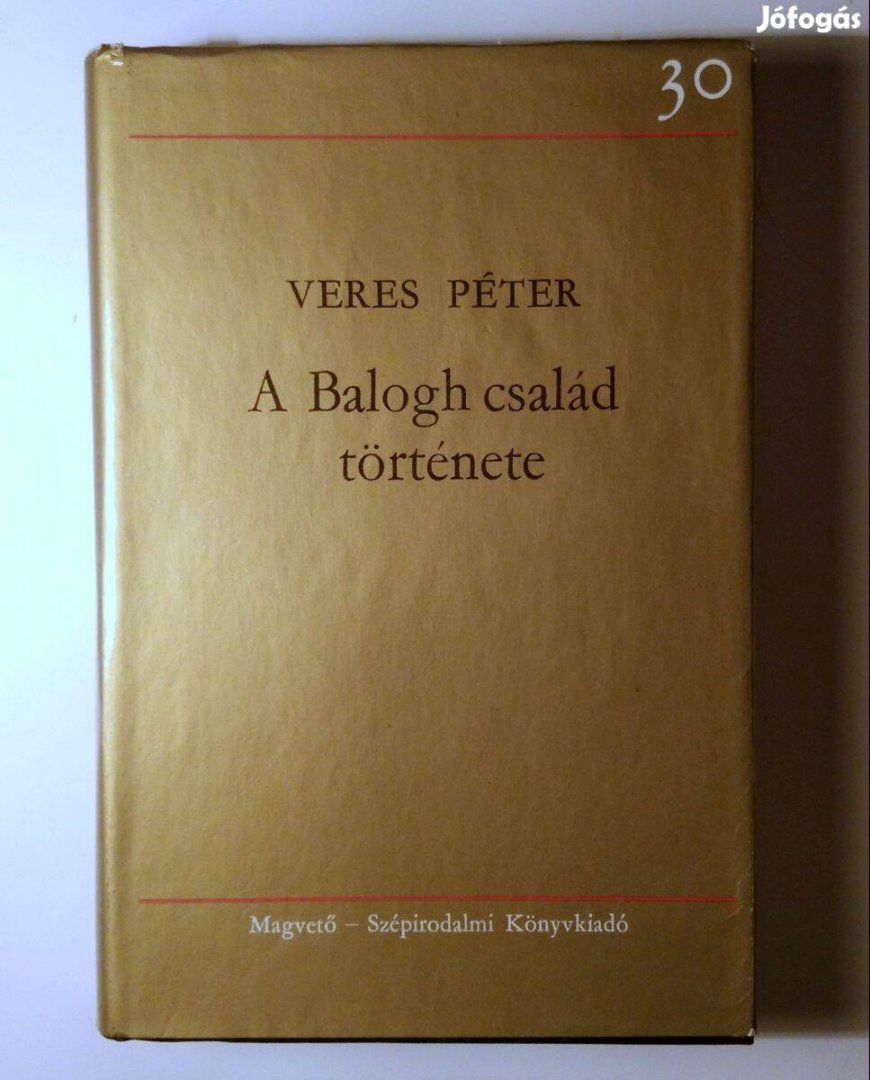 Jófogás
30
VERES PÉTER
A Balogh család
története
Magvető – Szépirodalmi Könyvkiadó